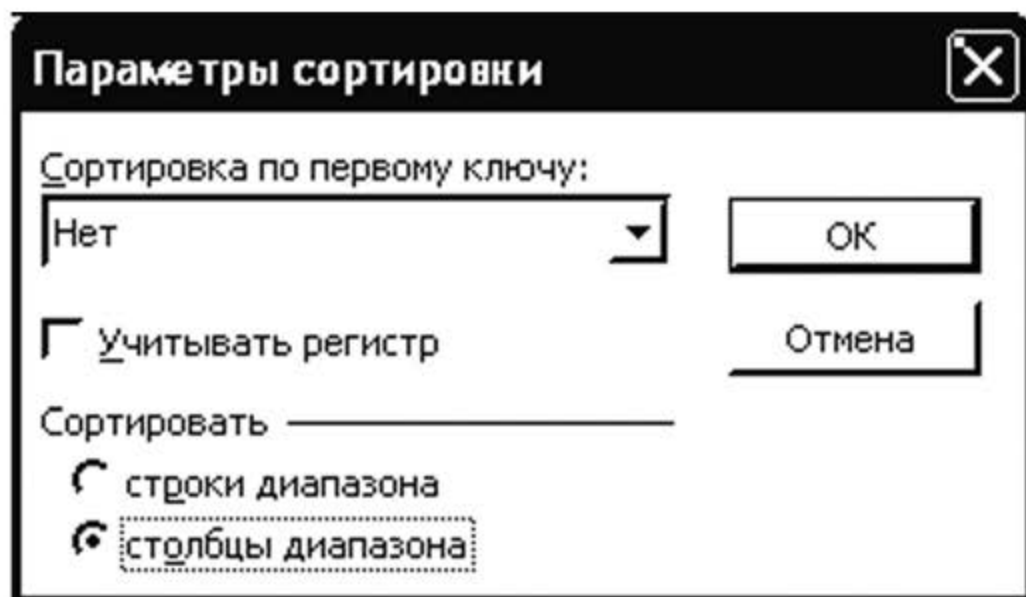 Параметры сортировки
Сортировка по первому ключу:
Нет
ОК
Учитывать регистр
Отмена
Сортировать
строки диапазона
столбцы диапазона